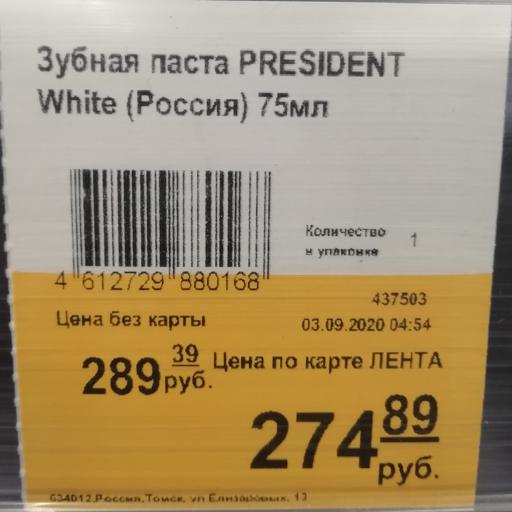 Зубная паста PRESIDENT
White (Россия) 75мл
Количество
в упаковке 1
4 612729 880168
437503
Цена без карты
03.09.2020 04:54
289 39 руб.
Цена по карте ЛЕНТА
274 89 руб.
634012,Россия,Томск, ул Елизаровых, 13